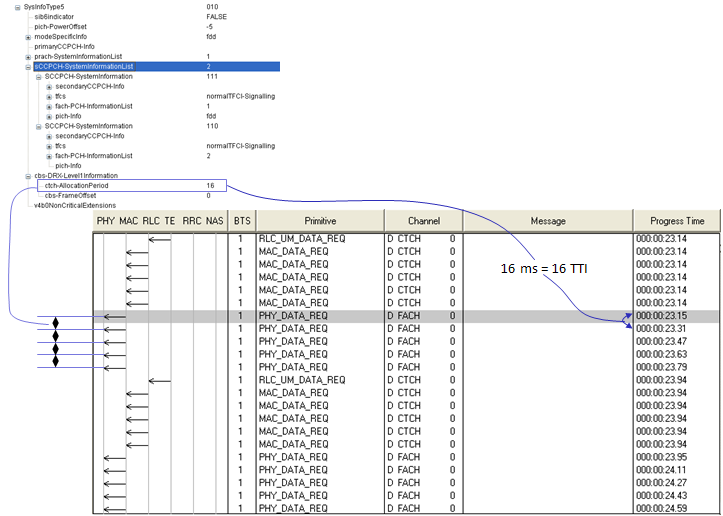 SysInfoType5 010
sib6indicator FALSE
pich-PowerOffset -5
modeSpecificInfo fdd
primaryCCPCH-Info
prach-SystemInformationList 1
sCCPCH-SystemInformationList 2
SCCPCH-SystemInformation 111
secondaryCCPCH-Info
tfcs normalTFCI-Signalling
fach-PCH-InformationList 1
pich-Info fdd
SCCPCH-SystemInformation 110
secondaryCCPCH-Info
tfcs normalTFCI-Signalling
fach-PCH-InformationList 2
pich-Info
cbs-DRX-Level1Information
ctch-AllocationPeriod 16
cbs-FrameOffset 0
v4b0NonCriticalExtensions
PHY MAC RLC TE RRC NAS BTS Primitive Channel Message Progress Time
1 RLC_UM_DATA_REQ D CTCH 0 000:00:23.14
1 MAC_DATA_REQ D CTCH 0 000:00:23.14
1 MAC_DATA_REQ D CTCH 0 000:00:23.14
16 ms = 16 TTI
1 MAC_DATA_REQ D CTCH 0 000:00:23.14
1 MAC_DATA_REQ D CTCH 0 000:00:23.14
1 MAC_DATA_REQ D CTCH 0 000:00:23.14
1 PHY_DATA_REQ D FACH 0 000:00:23.15
1 PHY_DATA_REQ D FACH 0 000:00:23.31
1 PHY_DATA_REQ D FACH 0 000:00:23.47
1 PHY_DATA_REQ D FACH 0 000:00:23.63
1 PHY_DATA_REQ D FACH 0 000:00:23.79
1 RLC_UM_DATA_REQ D CTCH 0 000:00:23.94
1 MAC_DATA_REQ D CTCH 0 000:00:23.94
1 MAC_DATA_REQ D CTCH 0 000:00:23.94
1 MAC_DATA_REQ D CTCH 0 000:00:23.94
1 MAC_DATA_REQ D CTCH 0 000:00:23.94
1 MAC_DATA_REQ D CTCH 0 000:00:23.94
1 PHY_DATA_REQ D FACH 0 000:00:23.95
1 PHY_DATA_REQ D FACH 0 000:00:24.11
1 PHY_DATA_REQ D FACH 0 000:00:24.27
1 PHY_DATA_REQ D FACH 0 000:00:24.43
1 PHY_DATA_REQ D FACH 0 000:00:24.59